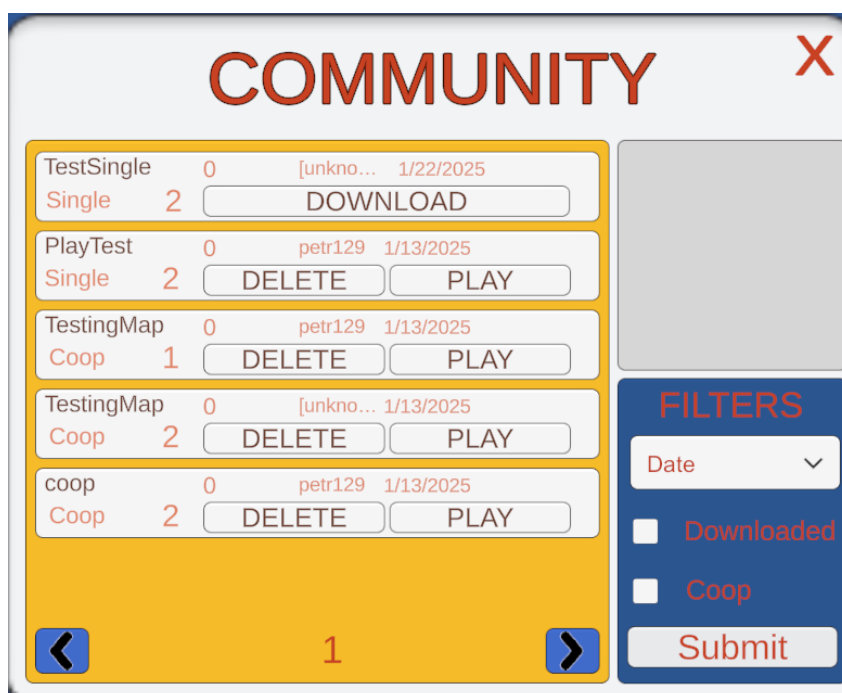 COMMUNITY X
TestSingle 0 [unkno... 1/22/2025
Single 2 DOWNLOAD
PlayTest 0 petr129 1/13/2025
Single 2 DELETE PLAY
TestingMap 0 petr129 1/13/2025
Coop 1 DELETE PLAY
TestingMap 0 [unkno... 1/13/2025
Coop 2 DELETE PLAY
coop 0 petr129 1/13/2025
Coop 2 DELETE PLAY
1
FILTERS
Date
Downloaded
Coop
Submit